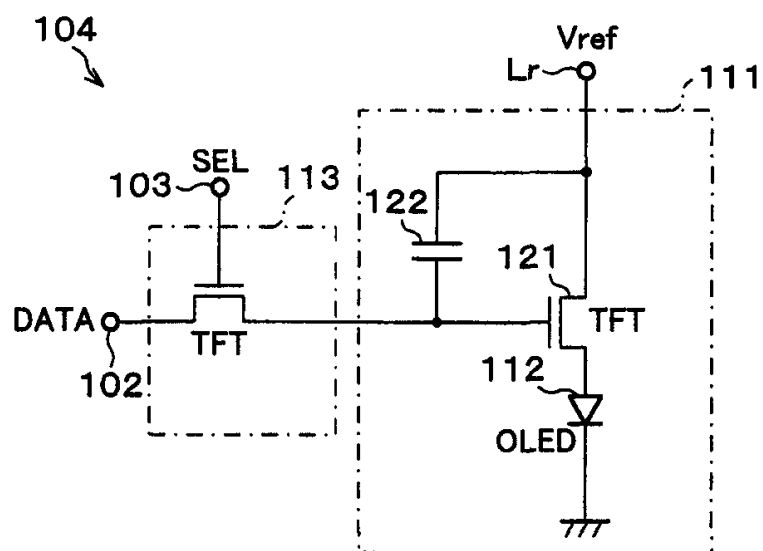 104
Vref
Lr
111
SEL
103
113
122
121
DATA
TFT
TFT
102
112
OLED